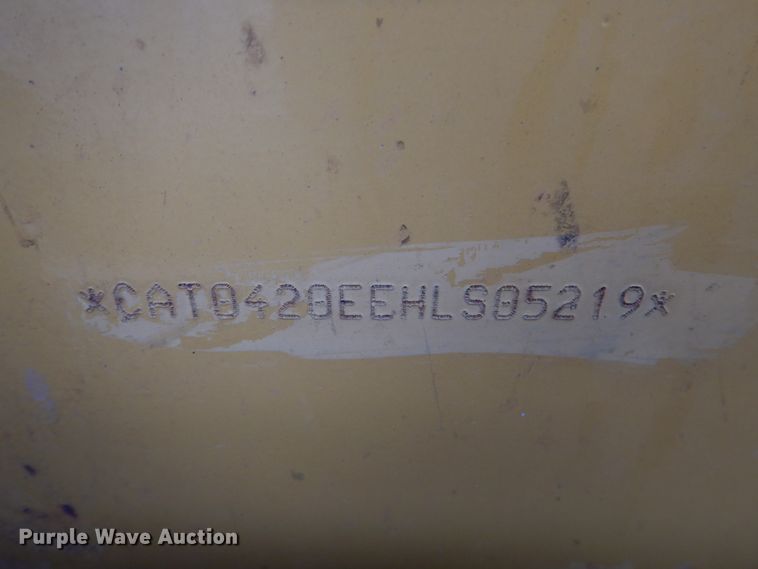 *CAT0420EEHLS05219*
Purple Wave Auction